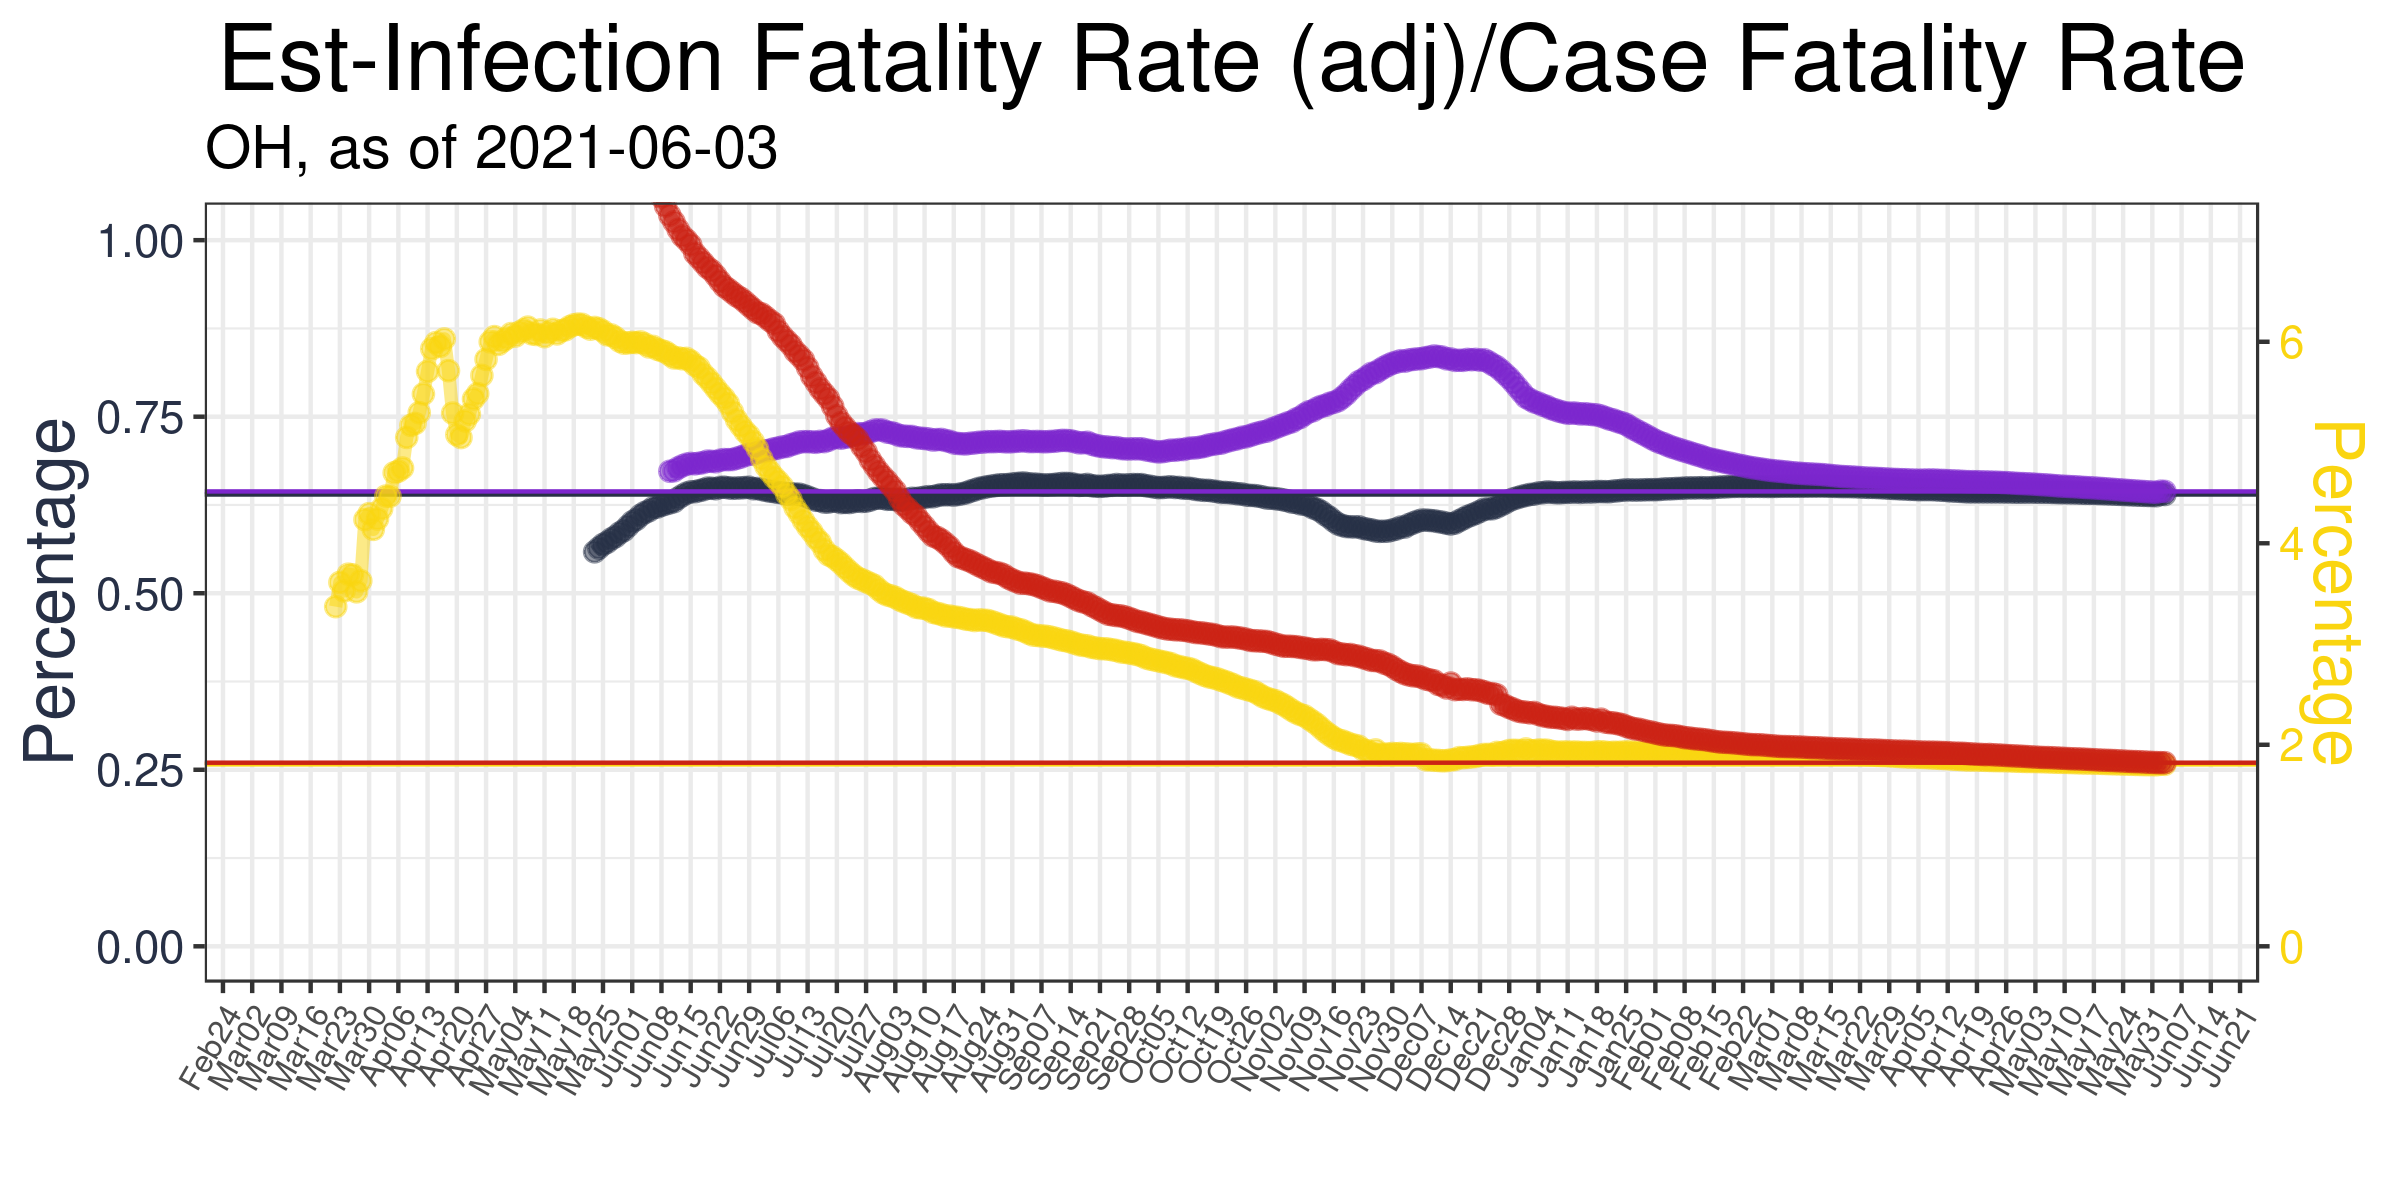 Est-Infection Fatality Rate (adj)/Case Fatality Rate
OH, as of 2021-06-03
Percentage
1.00
0.75
0.50
0.25
0.00
6
4
2
0
Percentage
Feb24
Mar02
Mar09
Mar16
Mar23
Mar30
Apr06
Apr13
Apr20
Apr27
May04
May11
May18
May25
Jun01
Jun08
Jun15
Jun22
Jun29
Jul06
Jul13
Jul20
Jul27
Aug03
Aug10
Aug17
Aug24
Aug31
Sep07
Sep14
Sep21
Sep28
Oct05
Oct12
Oct19
Oct26
Nov02
Nov09
Nov16
Nov23
Nov30
Dec07
Dec14
Dec21
Dec28
Jan04
Jan11
Jan18
Jan25
Feb01
Feb08
Feb15
Feb22
Mar01
Mar08
Mar15
Mar22
Mar29
Apr05
Apr12
Apr19
Apr26
May03
May10
May17
May24
May31
Jun07
Jun14
Jun21